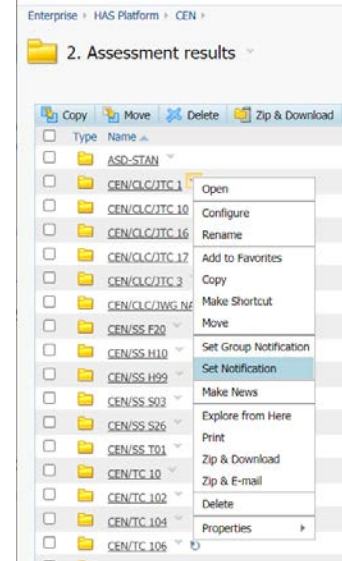 Enterprise HAS Platform CEN
2. Assessment results
Copy Move Delete Zip & Download
Type Name
ASD-STAN
CEN/CLC/JTC 1
CEN/CLC/JTC 10
CEN/CLC/JTC 16
CEN/CLC/JTC 17
CEN/CLC/JTC 3
CEN/CLC/JWG NA
CEN/SS F20
CEN/SS H10
CEN/SS H99
CEN/SS S03
CEN/SS S26
CEN/SS T01
CEN/TC 10
CEN/TC 102
CEN/TC 104
CEN/TC 106
Open
Configure
Rename
Add to Favorites
Copy
Make Shortcut
Move
Set Group Notification
Set Notification
Make News
Explore from Here
Print
Zip & Download
Zip & E-mail
Delete
Properties